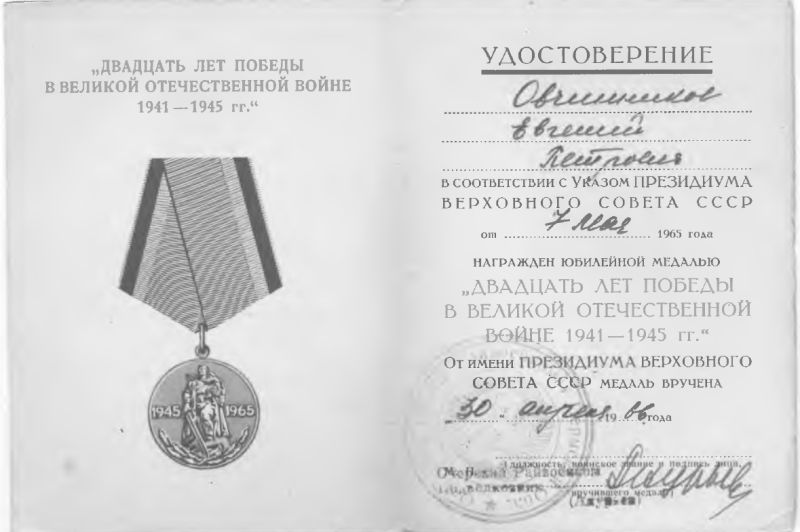 „ДВАДЦАТЬ ЛЕТ ПОБЕДЫ
В ВЕЛИКОЙ ОТЕЧЕСТВЕННОЙ ВОЙНЕ
1941—1945 гг.“
1945 1965
УДОСТОВЕРЕНИЕ
Овчинников
Евгений
Петрович
В СООТВЕТСТВИИ С УКАЗОМ ПРЕЗИДИУМА
ВЕРХОВНОГО СОВЕТА СССР
от 7 мая 1965 года
НАГРАЖДЕН ЮБИЛЕЙНОЙ МЕДАЛЬЮ
„ДВАДЦАТЬ ЛЕТ ПОБЕДЫ
В ВЕЛИКОЙ ОТЕЧЕСТВЕННОЙ
ВОЙНЕ 1941—1945 гг.“
От имени ПРЕЗИДИУМА ВЕРХОВНОГО
СОВЕТА СССР МЕДАЛЬ ВРУЧЕНА
„30“ апреля 1966 года
(должность, воинское звание и подпись лица,
М. П. Райвоенком
Подполковник
вручившего медаль)